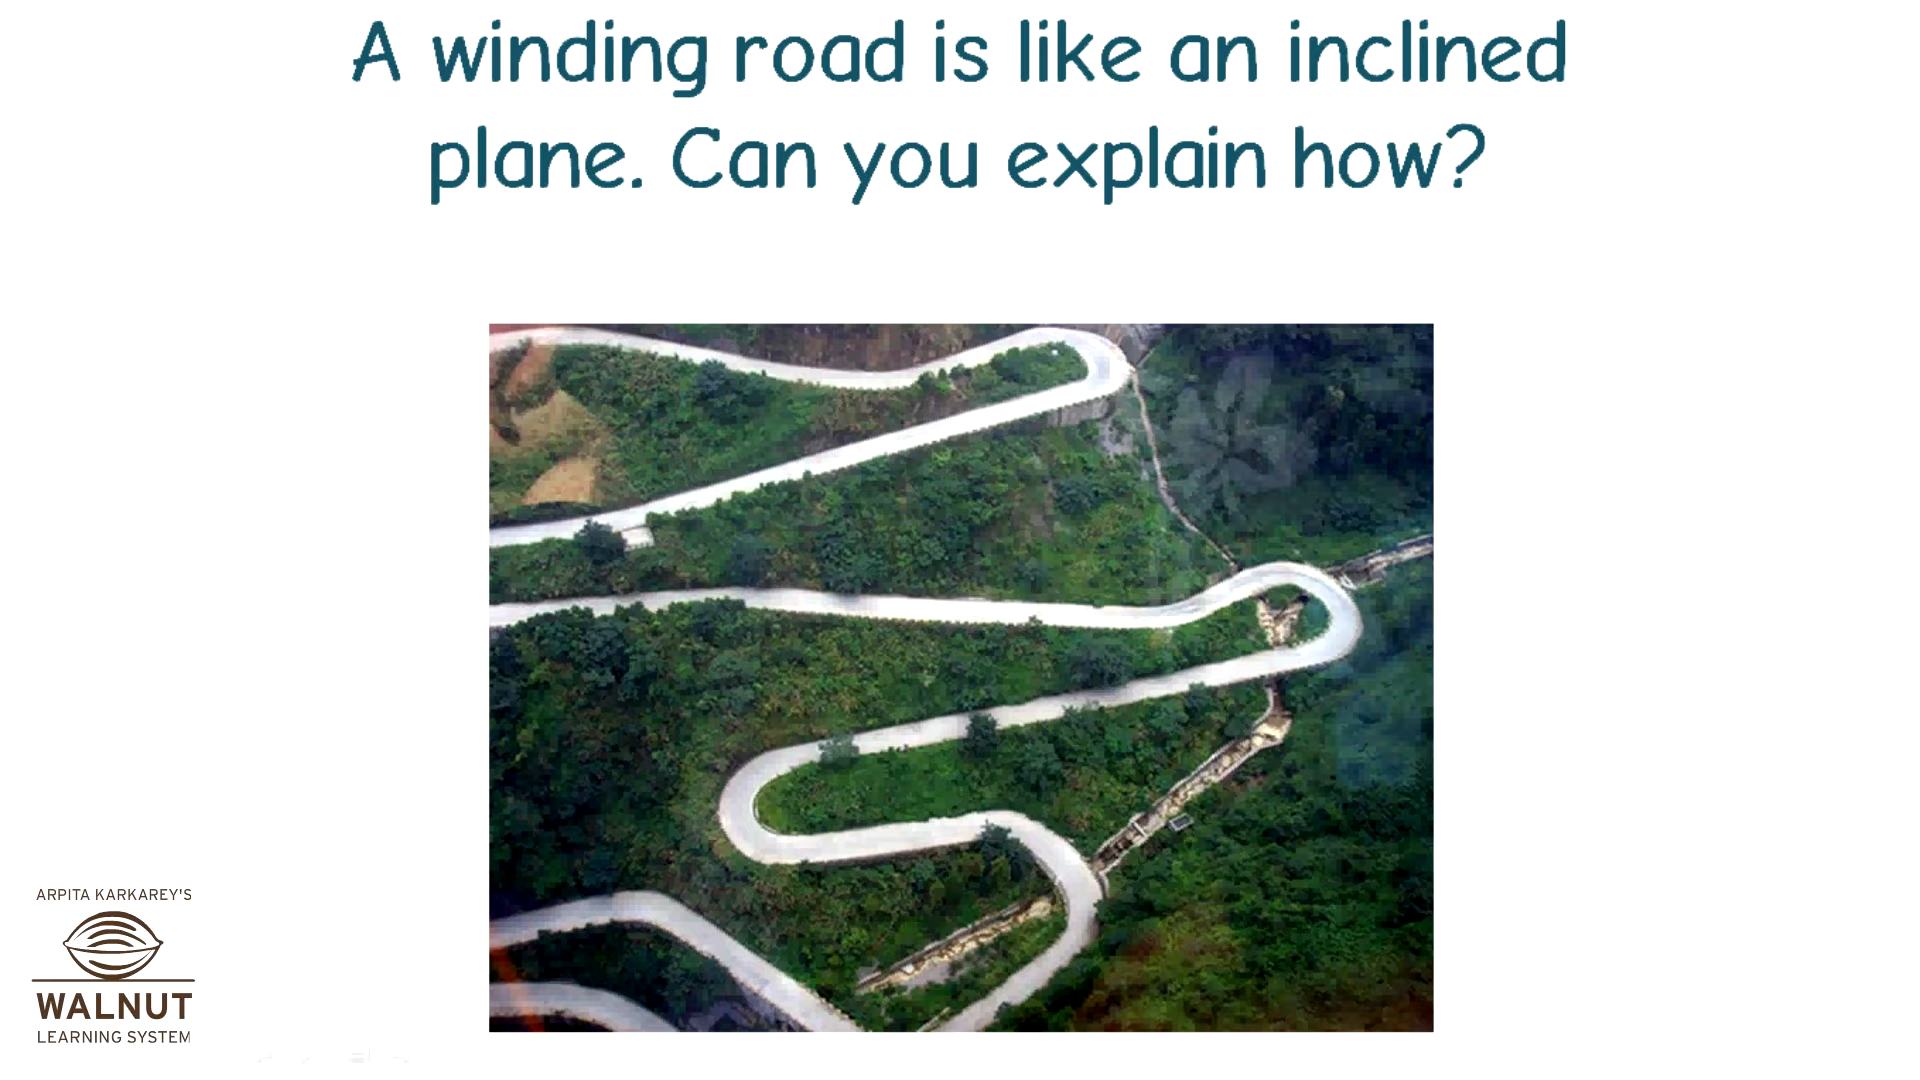 A winding road is like an inclined
plane. Can you explain how?
ARPITA KARKAREY'S
WALNUT
LEARNING SYSTEM